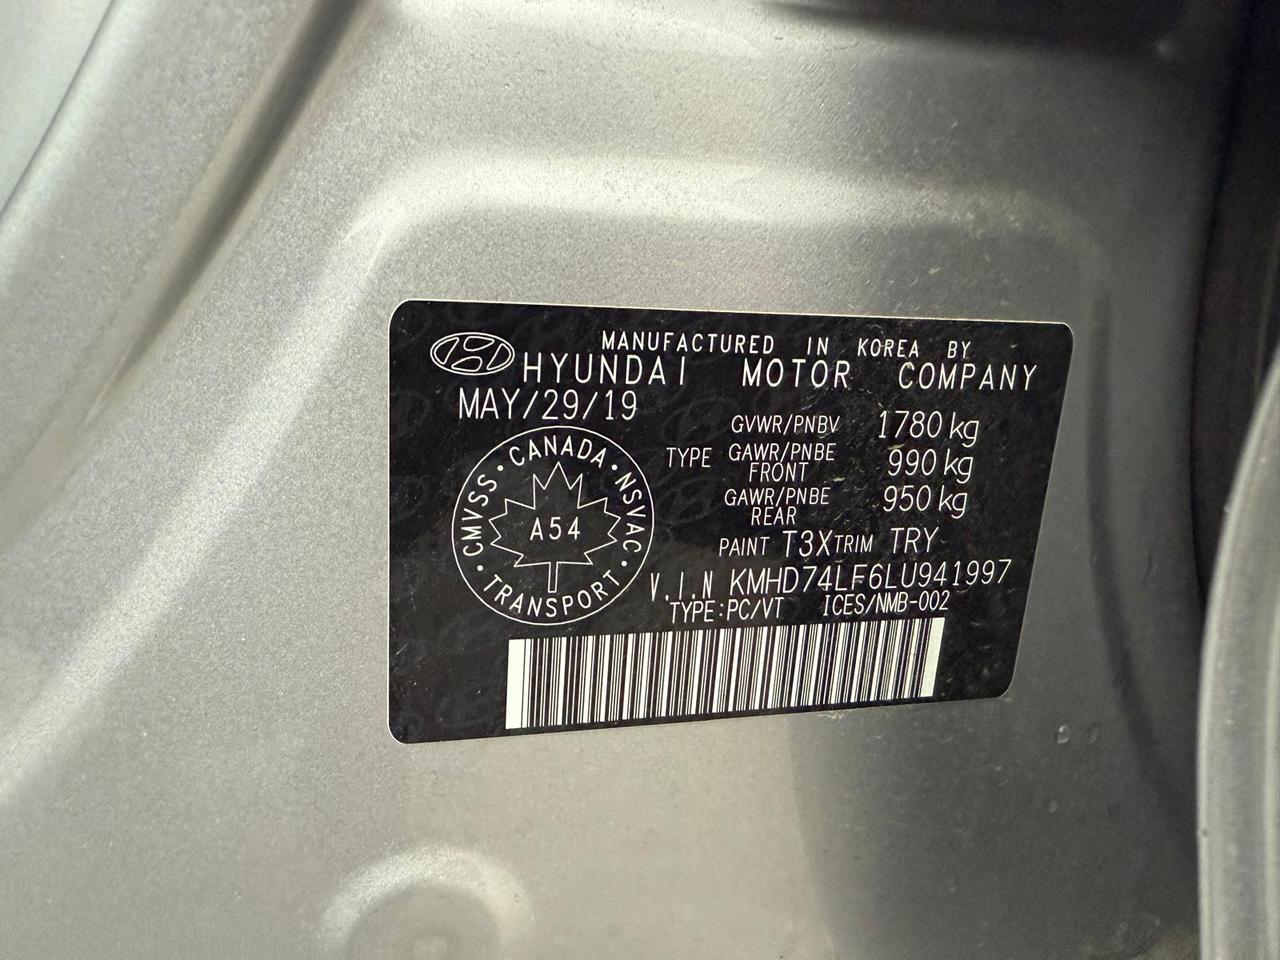 MANUFACTURED IN KOREA BY
HYUNDAI MOTOR COMPANY
MAY/29/19
GVWR/PNBV 1780 kg
TYPE GAWR/PNBE FRONT 990 kg
GAWR/PNBE REAR 950 kg
PAINT T3X TRIM TRY
V.I.N KMHD74LF6LU941997
TYPE:PC/VT ICES/NMB-002
CMVSS · CANADA · NSVAC · TRANSPORT ·
A54